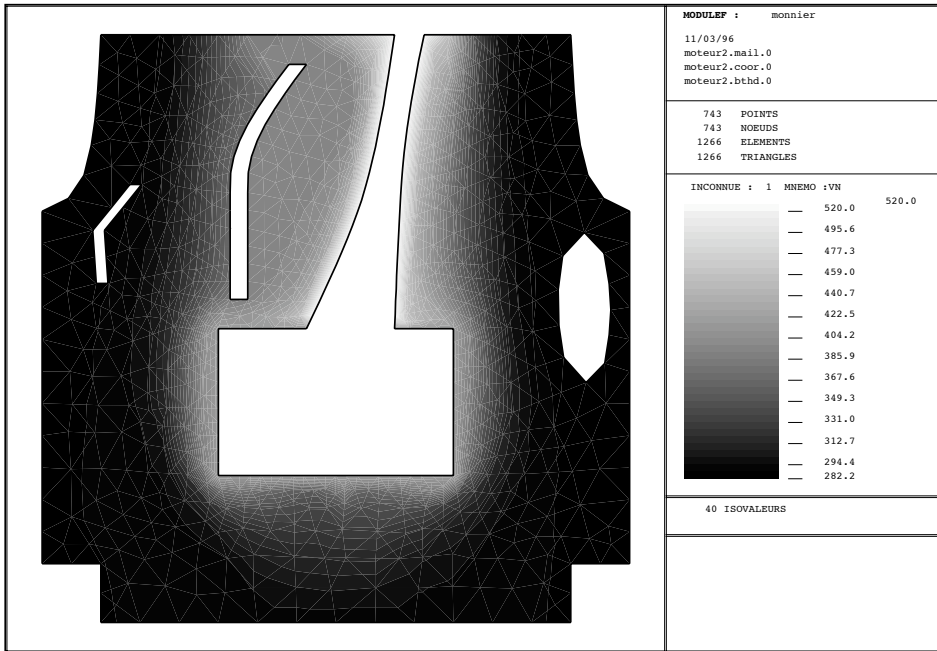 MODULEF : monnier
11/03/96
moteur2.mail.0
moteur2.coor.0
moteur2.bthd.0
743 POINTS
743 NOEUDS
1266 ELEMENTS
1266 TRIANGLES
INCONNUE : 1 MNEMO :VN
520.0
520.0
495.6
477.3
459.0
440.7
422.5
404.2
385.9
367.6
349.3
331.0
312.7
294.4
282.2
40 ISOVALEURS